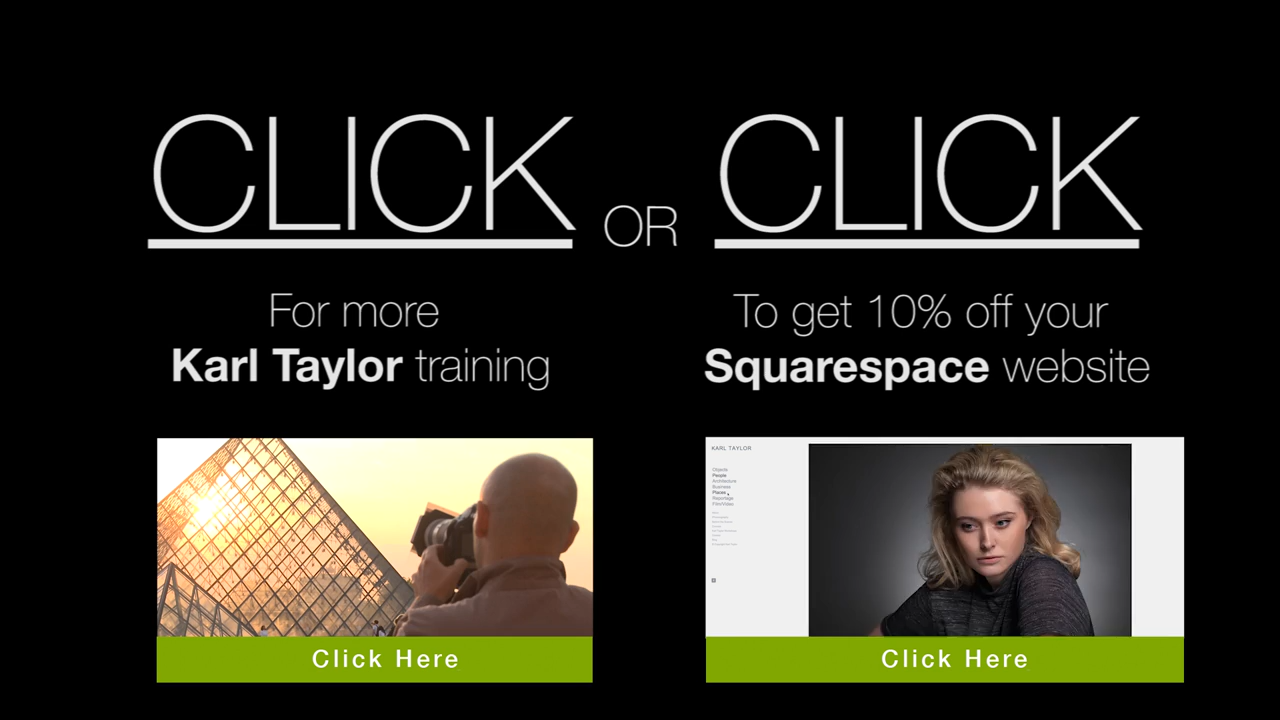 CLICK OR CLICK
For more
Karl Taylor training
To get 10% off your
Squarespace website
KARL TAYLOR
Objects
People
Architecture
Business
Places
Reportage
Film/Video
Click Here
Click Here